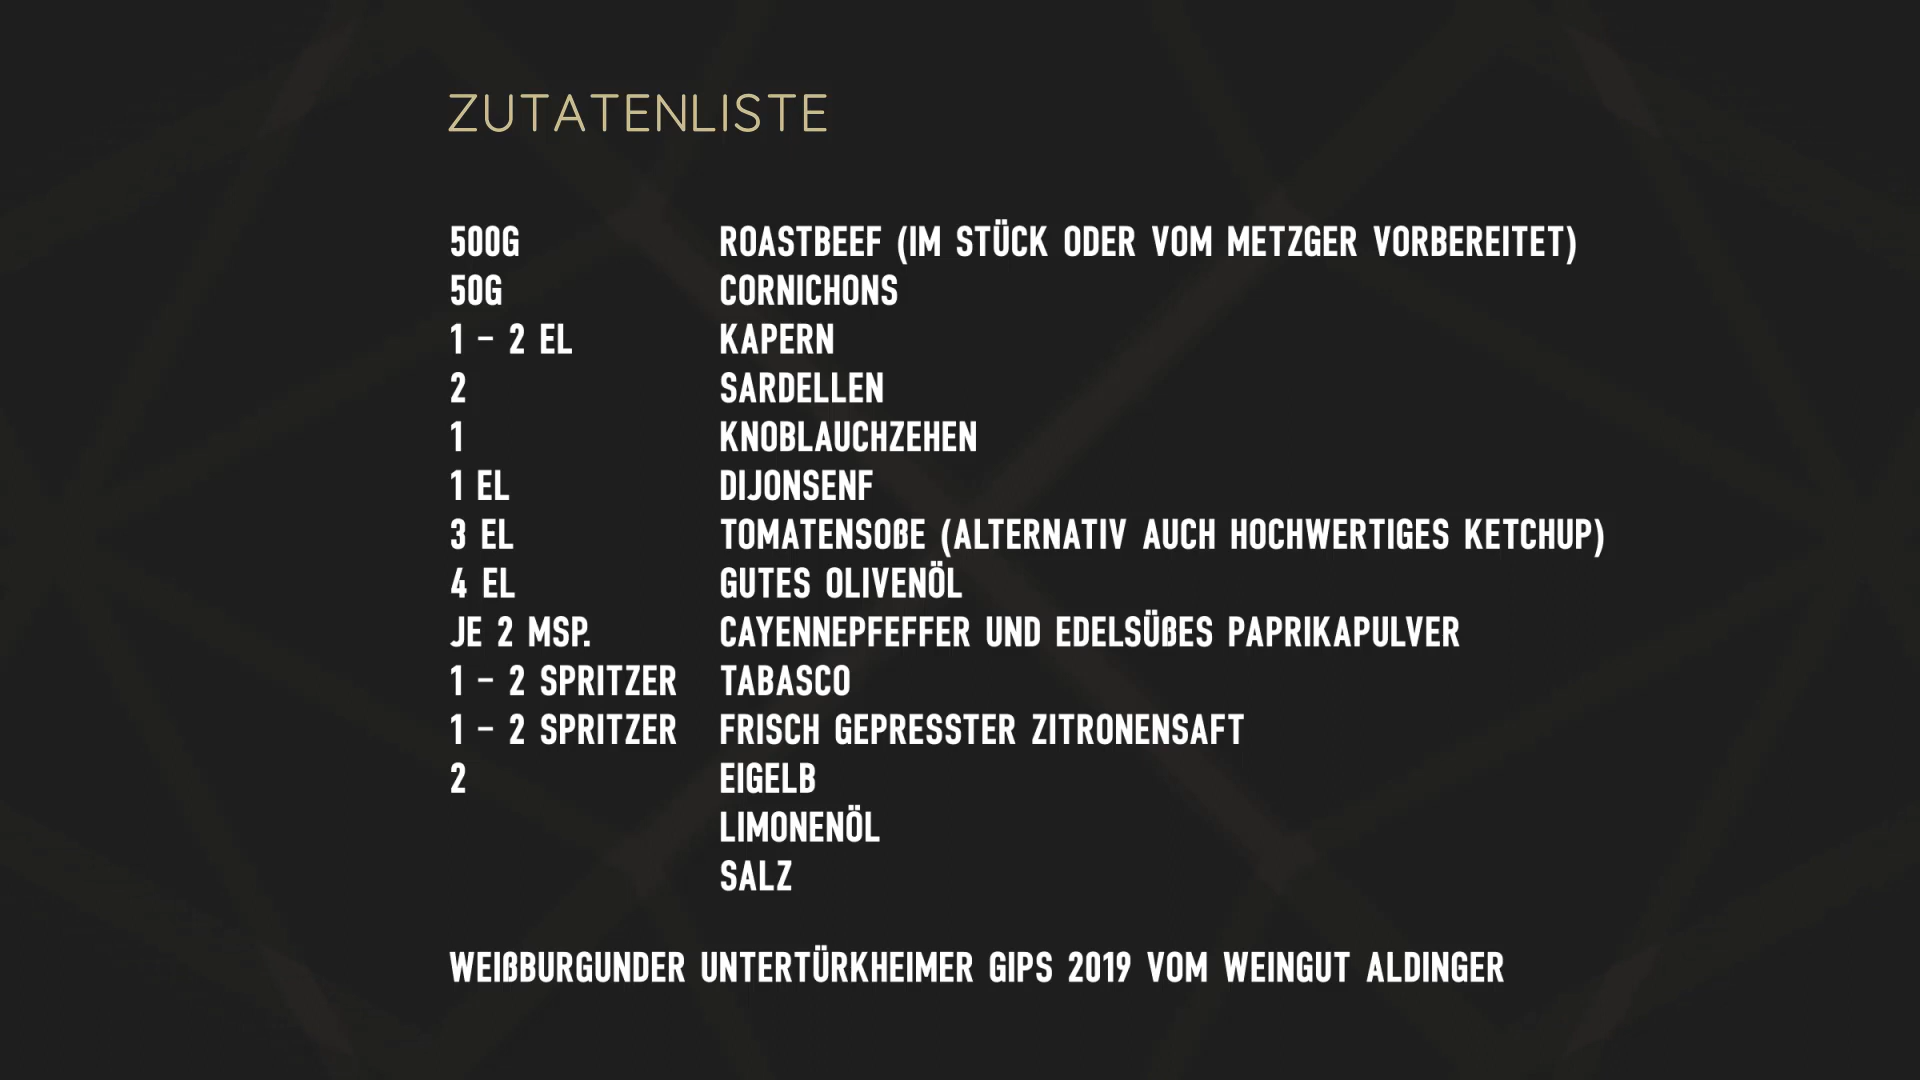 ZUTATENLISTE
500G ROASTBEEF (IM STÜCK ODER VOM METZGER VORBEREITET)
50G CORNICHONS
1 – 2 EL KAPERN
2 SARDELLEN
1 KNOBLAUCHZEHEN
1 EL DIJONSENF
3 EL TOMATENSOßE (ALTERNATIV AUCH HOCHWERTIGES KETCHUP)
4 EL GUTES OLIVENÖL
JE 2 MSP. CAYENNEPFEFFER UND EDELSÜßES PAPRIKAPULVER
1 – 2 SPRITZER TABASCO
1 – 2 SPRITZER FRISCH GEPRESSTER ZITRONENSAFT
2 EIGELB
LIMONENÖL
SALZ
WEIßBURGUNDER UNTERTÜRKHEIMER GIPS 2019 VOM WEINGUT ALDINGER